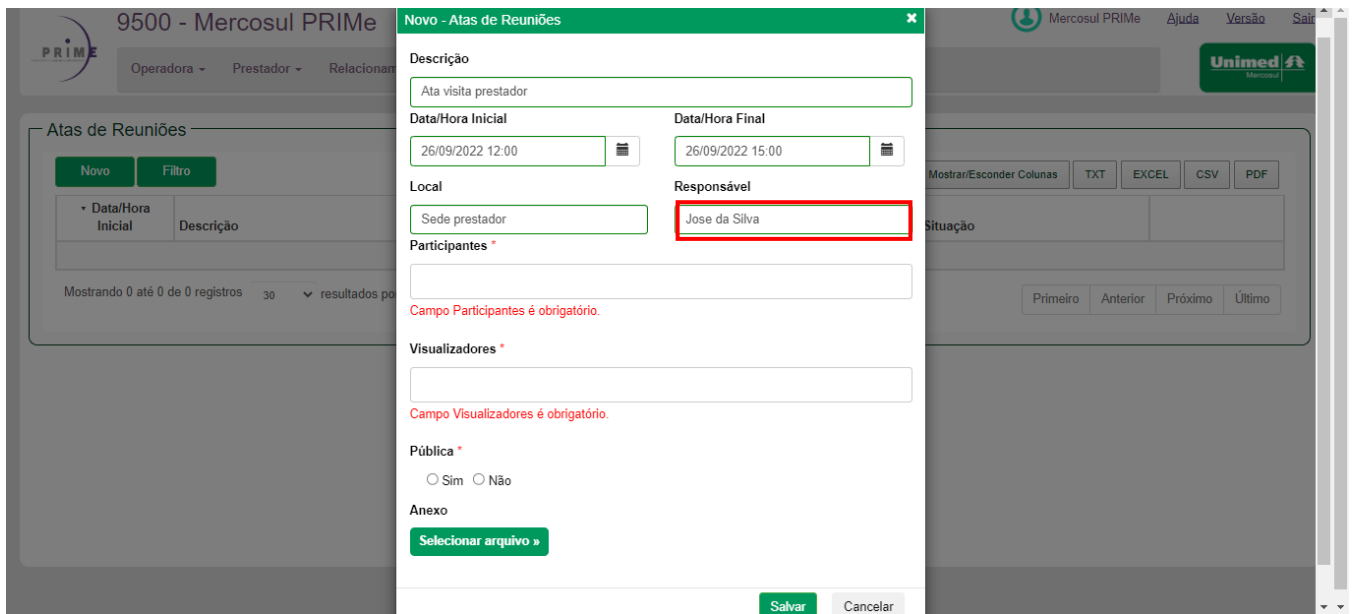 9500 - Mercosul PRIMe
PRIME
Operadora
Prestador
Mercosul PRIMe
Ajuda
Versão
Sair
Unimed
Mercosul
Atas de Reuniões
Novo
Filtro
Mostrar/Esconder Colunas
TXT
EXCEL
CSV
PDF
Data/Hora
Inicial
Descrição
Situação
Mostrando 0 até 0 de 0 registros
30
resultados
Primeiro
Anterior
Próximo
Último
Novo - Atas de Reuniões
×
Descrição
Ata visita prestador
Data/Hora Inicial
Data/Hora Final
26/09/2022 12:00
26/09/2022 15:00
Local
Responsável
Sede prestador
Jose da Silva
Participantes *
Campo Participantes é obrigatório.
Visualizadores *
Campo Visualizadores é obrigatório.
Pública *
Sim
Não
Anexo
Selecionar arquivo »
Salvar
Cancelar